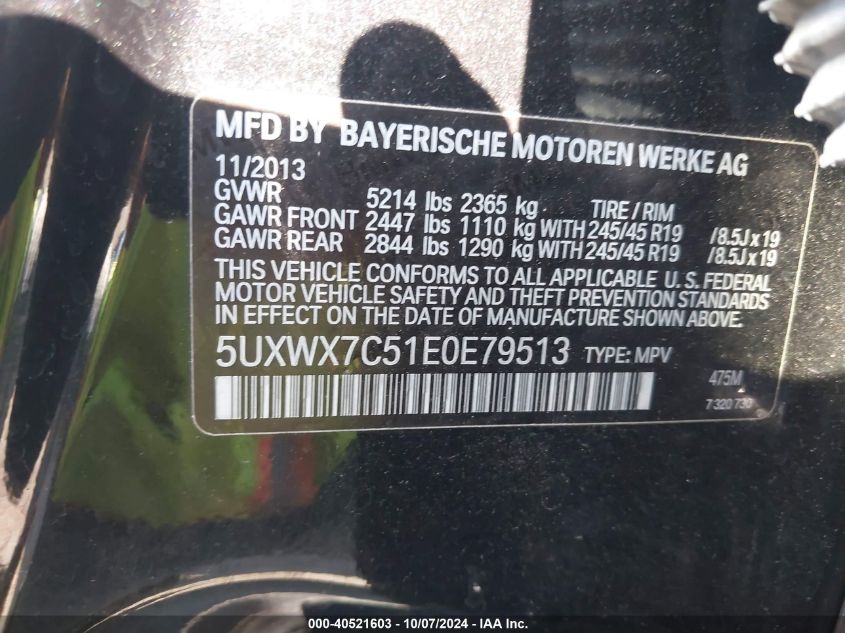 MFD BY BAYERISCHE MOTOREN WERKE AG
11/2013
GVWR 5214 lbs 2365 kg TIRE / RIM
GAWR FRONT 2447 lbs 1110 kg WITH 245/45 R19 /8.5J x 19
GAWR REAR 2844 lbs 1290 kg WITH 245/45 R19 /8.5J x 19
THIS VEHICLE CONFORMS TO ALL APPLICABLE U.S. FEDERAL
MOTOR VEHICLE SAFETY AND THEFT PREVENTION STANDARDS
IN EFFECT ON THE DATE OF MANUFACTURE SHOWN ABOVE.
5UXWX7C51E0E79513 TYPE: MPV
475M
7 320 730
000-40521603 - 10/07/2024 - IAA Inc.